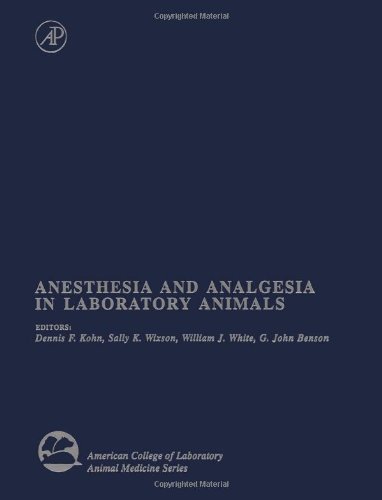 Copyrighted Material
AP
ANESTHESIA AND ANALGESIA
IN LABORATORY ANIMALS
EDITORS:
Dennis F. Kohn, Sally K. Wixson, William J. White, G. John Benson
American College of Laboratory
Animal Medicine Series
Copyrighted Material